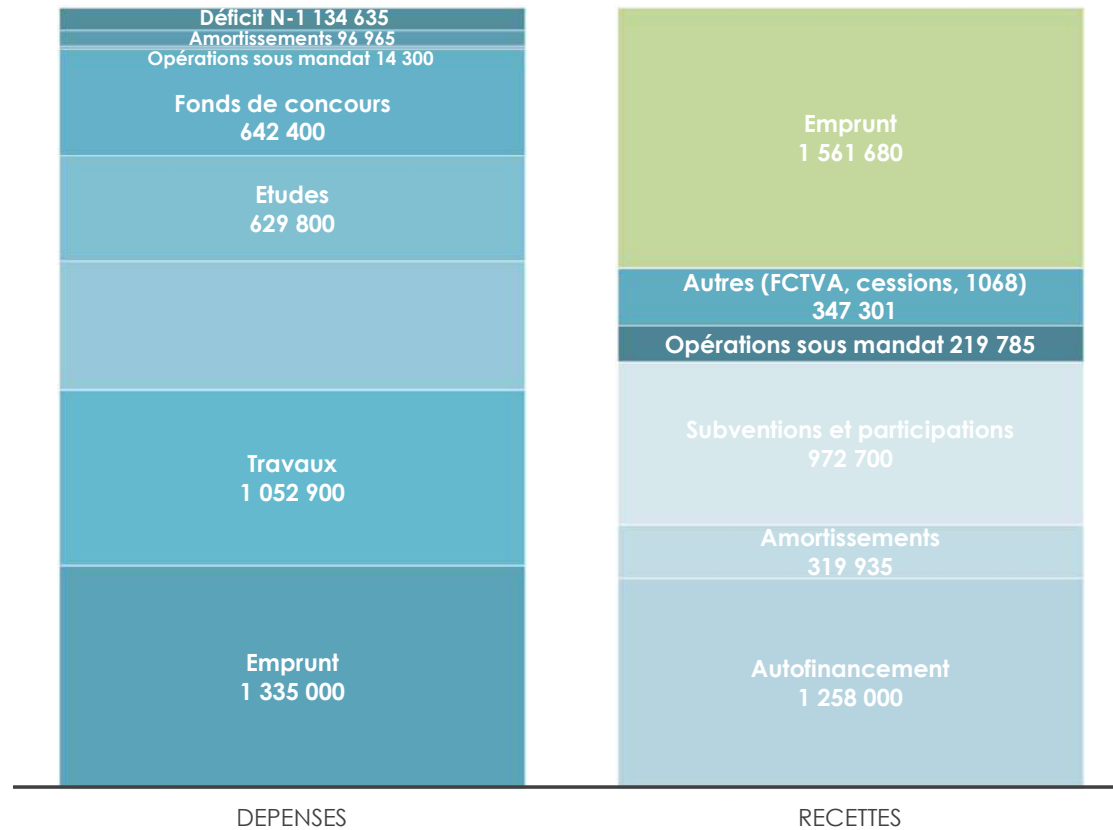 Déficit N-1 134 635
Amortissements 96 965
Opérations sous mandat 14 300
Fonds de concours
642 400
Etudes
629 800
Travaux
1 052 900
Emprunt
1 335 000
DEPENSES
Emprunt
1 561 680
Autres (FCTVA, cessions, 1068)
347 301
Opérations sous mandat 219 785
Subventions et participations
972 700
Amortissements
319 935
Autofinancement
1 258 000
RECETTES